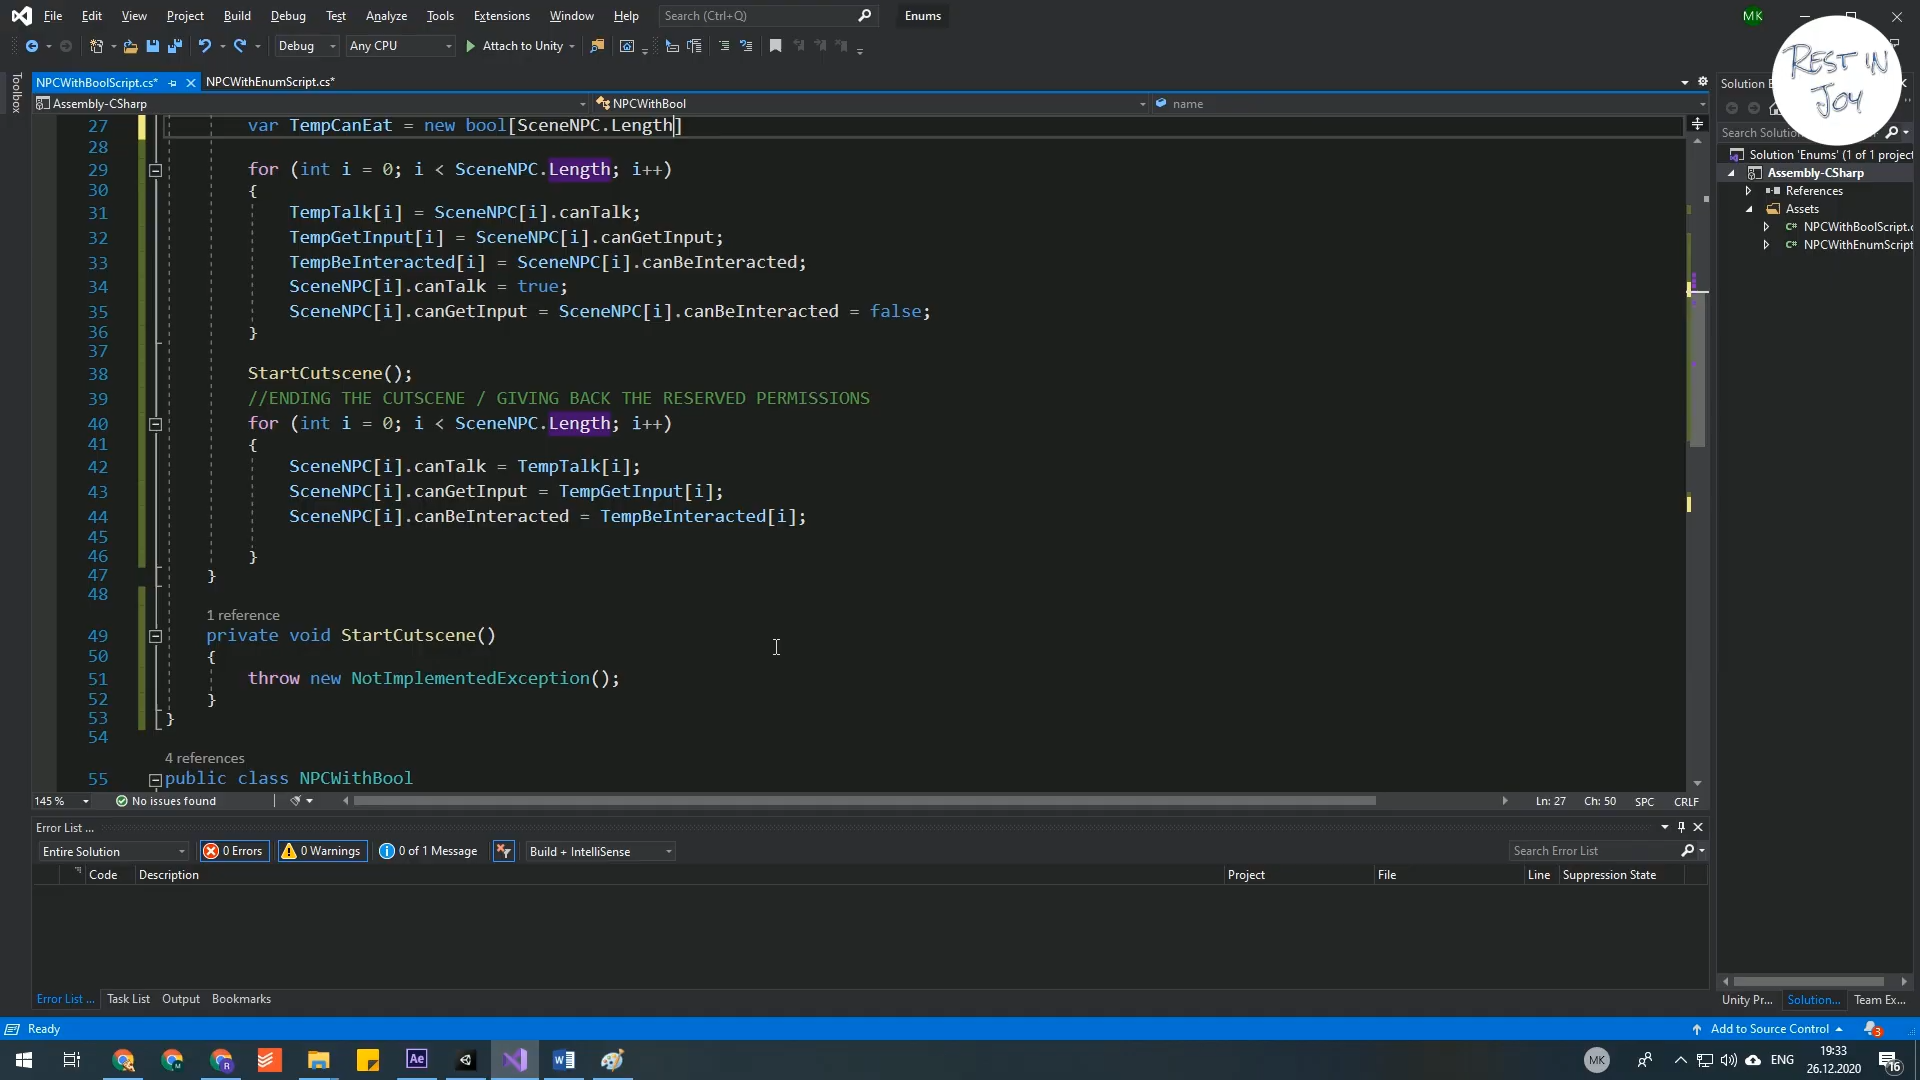 File Edit View Project Build Debug Test Analyze Tools Extensions Window Help Search (Ctrl+Q) Enums MK
Debug Any CPU Attach to Unity
REST IN JOY
Toolbox
NPCWithBoolScript.cs* NPCWithEnumScript.cs*
Assembly-CSharp NPCWithBool name
27 var TempCanEat = new bool[SceneNPC.Length]
28
29 for (int i = 0; i < SceneNPC.Length; i++)
30 {
31 TempTalk[i] = SceneNPC[i].canTalk;
32 TempGetInput[i] = SceneNPC[i].canGetInput;
33 TempBeInteracted[i] = SceneNPC[i].canBeInteracted;
34 SceneNPC[i].canTalk = true;
35 SceneNPC[i].canGetInput = SceneNPC[i].canBeInteracted = false;
36 }
37
38 StartCutscene();
39 //ENDING THE CUTSCENE / GIVING BACK THE RESERVED PERMISSIONS
40 for (int i = 0; i < SceneNPC.Length; i++)
41 {
42 SceneNPC[i].canTalk = TempTalk[i];
43 SceneNPC[i].canGetInput = TempGetInput[i];
44 SceneNPC[i].canBeInteracted = TempBeInteracted[i];
45
46 }
47 }
48
1 reference
49 private void StartCutscene()
50 {
51 throw new NotImplementedException();
52 }
53 }
54
4 references
55 public class NPCWithBool
145 % No issues found Ln: 27 Ch: 50 SPC CRLF
Solution
Search Solutio
Solution 'Enums' (1 of 1 project
Assembly-CSharp
References
Assets
C# NPCWithBoolScript.c
C# NPCWithEnumScript
Error List ...
Entire Solution 0 Errors 0 Warnings 0 of 1 Message Build + IntelliSense Search Error List
Code Description Project File Line Suppression State
Error List ... Task List Output Bookmarks
Unity Pr... Solution... Team Ex...
Ready Add to Source Control 3
Ae W MK ENG 19:33 26.12.2020 16